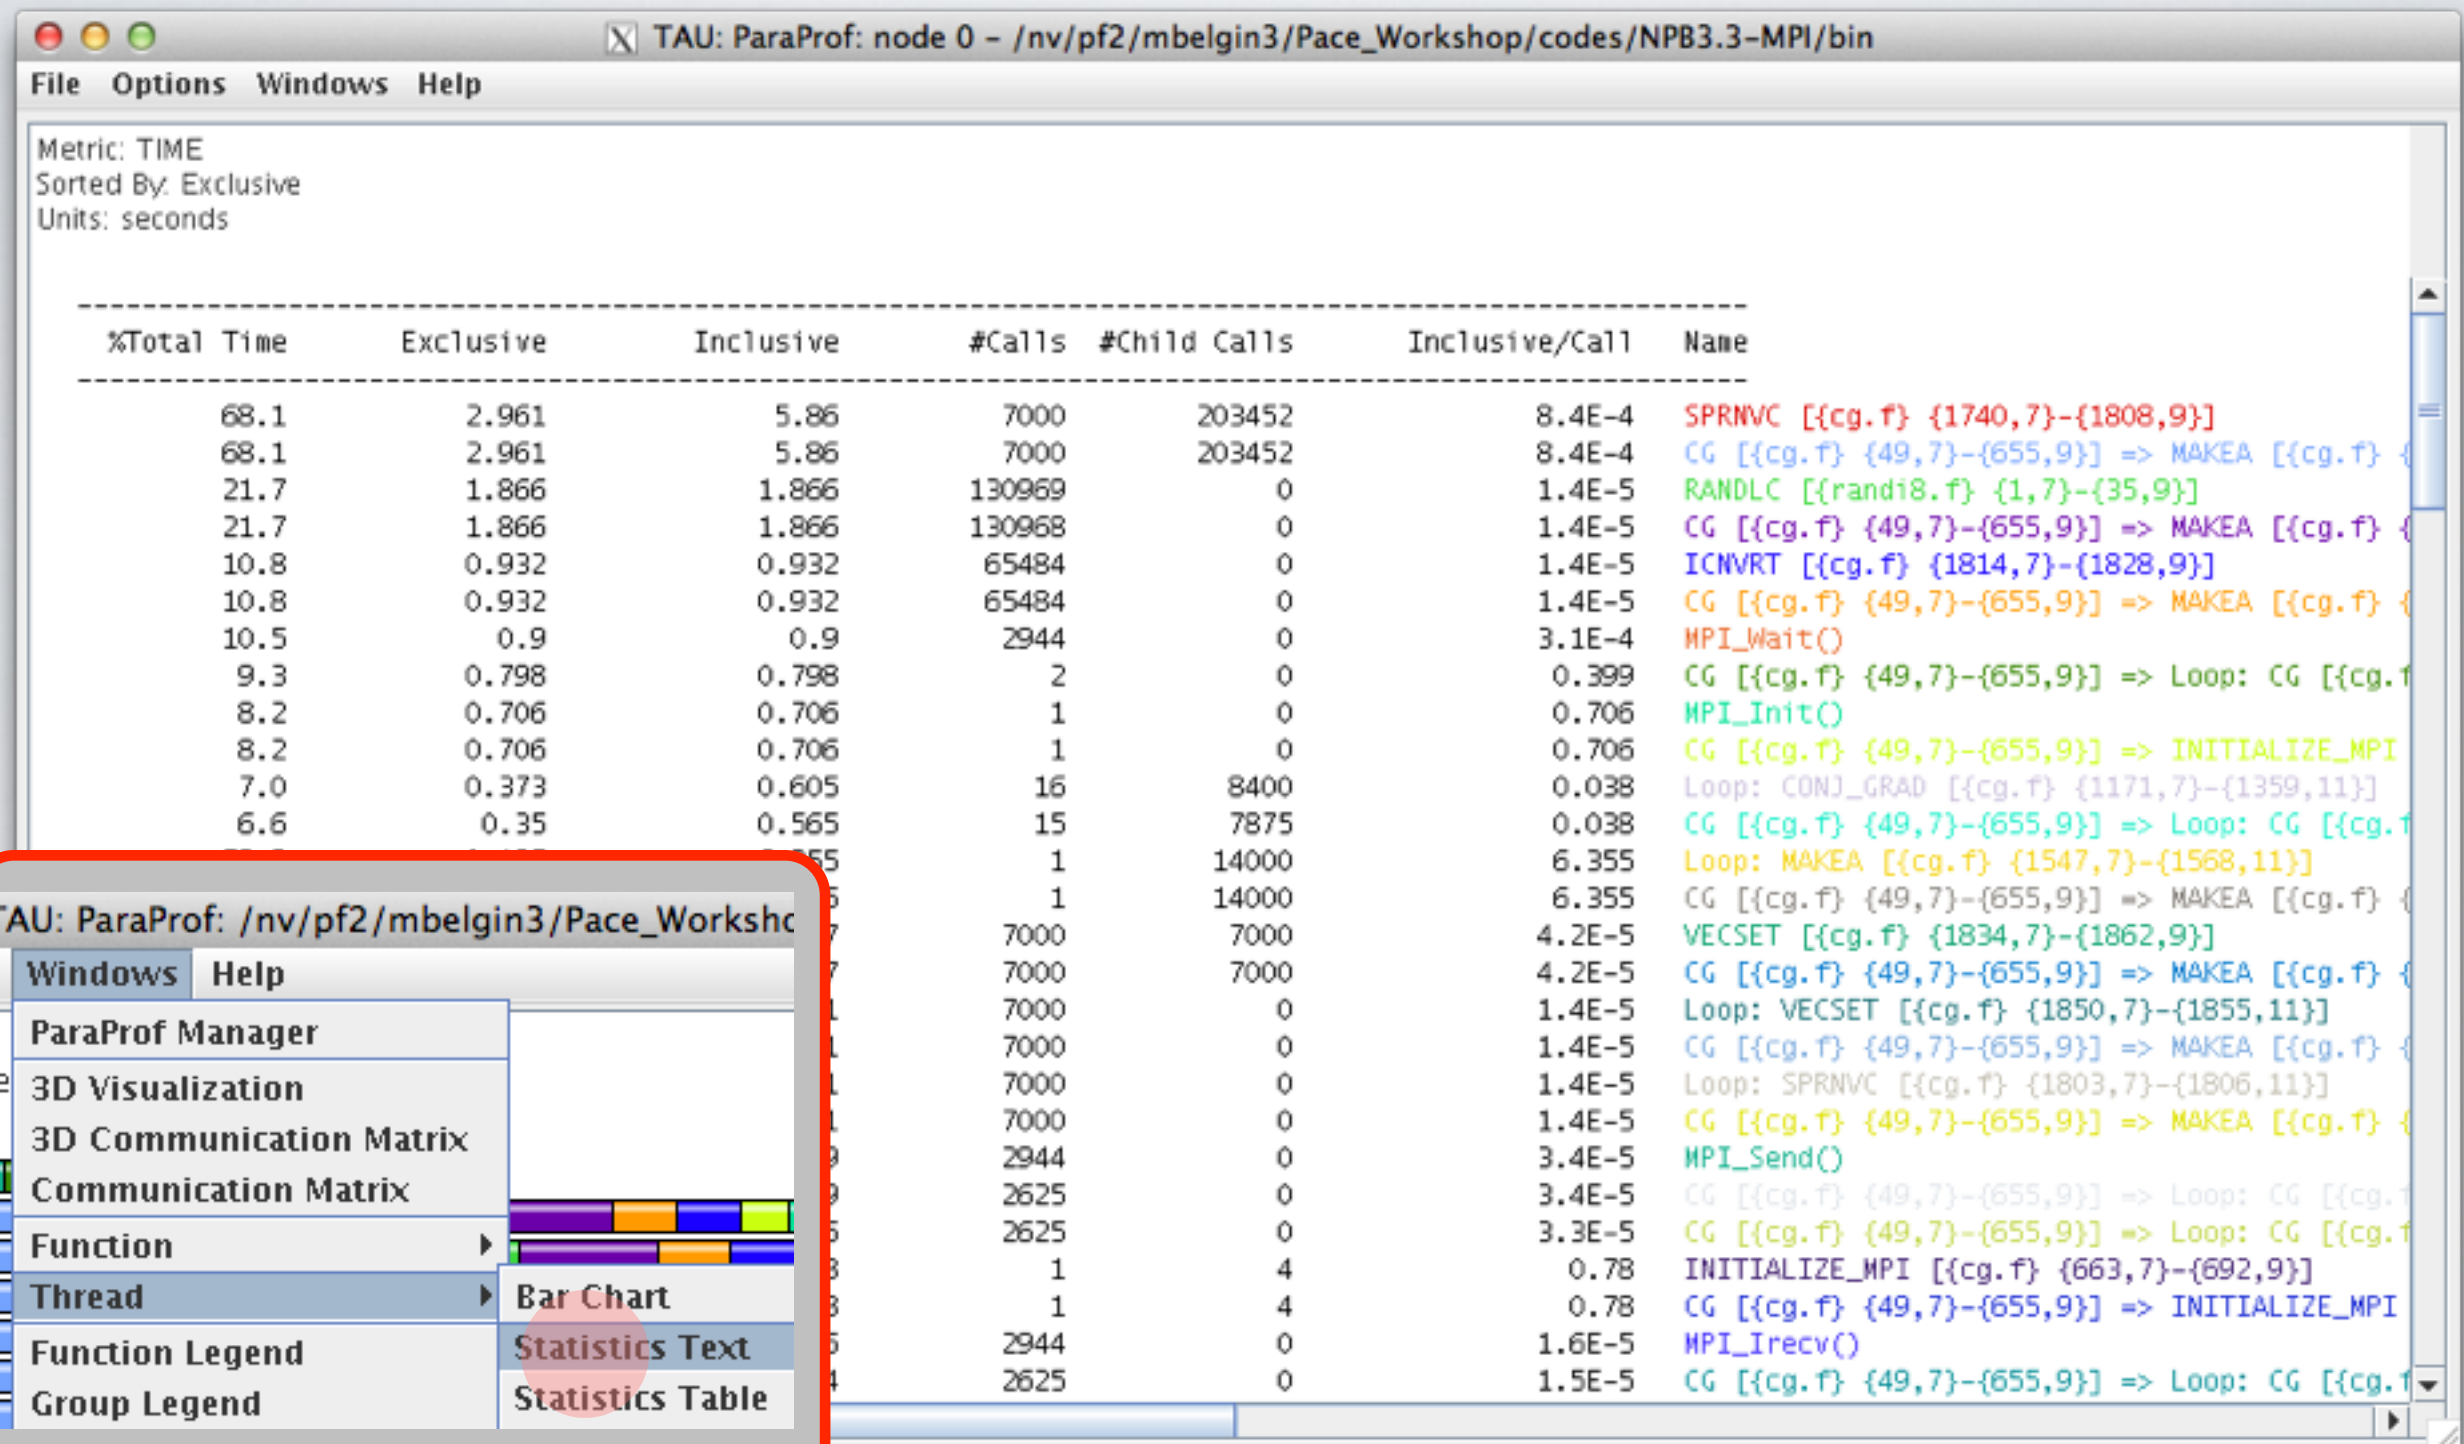 TAU: ParaProf: node 0 – /nv/pf2/mbelgin3/Pace_Workshop/codes/NPB3.3-MPI/bin
File Options Windows Help
Metric: TIME
Sorted By: Exclusive
Units: seconds
%Total Time Exclusive Inclusive #Calls #Child Calls Inclusive/Call Name
68.1 2.961 5.86 7000 203452 8.4E-4 SPRNVC [{cg.f} {1740,7}-{1808,9}]
68.1 2.961 5.86 7000 203452 8.4E-4 CG [{cg.f} {49,7}-{655,9}] => MAKEA [{cg.f} {
21.7 1.866 1.866 130969 0 1.4E-5 RANDLC [{randi8.f} {1,7}-{35,9}]
21.7 1.866 1.866 130968 0 1.4E-5 CG [{cg.f} {49,7}-{655,9}] => MAKEA [{cg.f} {
10.8 0.932 0.932 65484 0 1.4E-5 ICNVRT [{cg.f} {1814,7}-{1828,9}]
10.8 0.932 0.932 65484 0 1.4E-5 CG [{cg.f} {49,7}-{655,9}] => MAKEA [{cg.f} {
10.5 0.9 0.9 2944 0 3.1E-4 MPI_Wait()
9.3 0.798 0.798 2 0 0.399 CG [{cg.f} {49,7}-{655,9}] => Loop: CG [{cg.f
8.2 0.706 0.706 1 0 0.706 MPI_Init()
8.2 0.706 0.706 1 0 0.706 CG [{cg.f} {49,7}-{655,9}] => INITIALIZE_MPI
7.0 0.373 0.605 16 8400 0.038 Loop: CONJ_GRAD [{cg.f} {1171,7}-{1359,11}]
6.6 0.35 0.565 15 7875 0.038 CG [{cg.f} {49,7}-{655,9}] => Loop: CG [{cg.f
55 1 14000 6.355 Loop: MAKEA [{cg.f} {1547,7}-{1568,11}]
1 14000 6.355 CG [{cg.f} {49,7}-{655,9}] => MAKEA [{cg.f} {
7000 7000 4.2E-5 VECSET [{cg.f} {1834,7}-{1862,9}]
7000 7000 4.2E-5 CG [{cg.f} {49,7}-{655,9}] => MAKEA [{cg.f} {
7000 0 1.4E-5 Loop: VECSET [{cg.f} {1850,7}-{1855,11}]
7000 0 1.4E-5 CG [{cg.f} {49,7}-{655,9}] => MAKEA [{cg.f} {
7000 0 1.4E-5 Loop: SPRNVC [{cg.f} {1803,7}-{1806,11}]
7000 0 1.4E-5 CG [{cg.f} {49,7}-{655,9}] => MAKEA [{cg.f} {
2944 0 3.4E-5 MPI_Send()
2625 0 3.4E-5 CG [{cg.f} {49,7}-{655,9}] => Loop: CG [{cg.f
2625 0 3.3E-5 CG [{cg.f} {49,7}-{655,9}] => Loop: CG [{cg.f
1 4 0.78 INITIALIZE_MPI [{cg.f} {663,7}-{692,9}]
1 4 0.78 CG [{cg.f} {49,7}-{655,9}] => INITIALIZE_MPI
2944 0 1.6E-5 MPI_Irecv()
2625 0 1.5E-5 CG [{cg.f} {49,7}-{655,9}] => Loop: CG [{cg.f
TAU: ParaProf: /nv/pf2/mbelgin3/Pace_Worksho
Windows Help
ParaProf Manager
3D Visualization
3D Communication Matrix
Communication Matrix
Function
Thread
Function Legend
Group Legend
Bar Chart
Statistics Text
Statistics Table